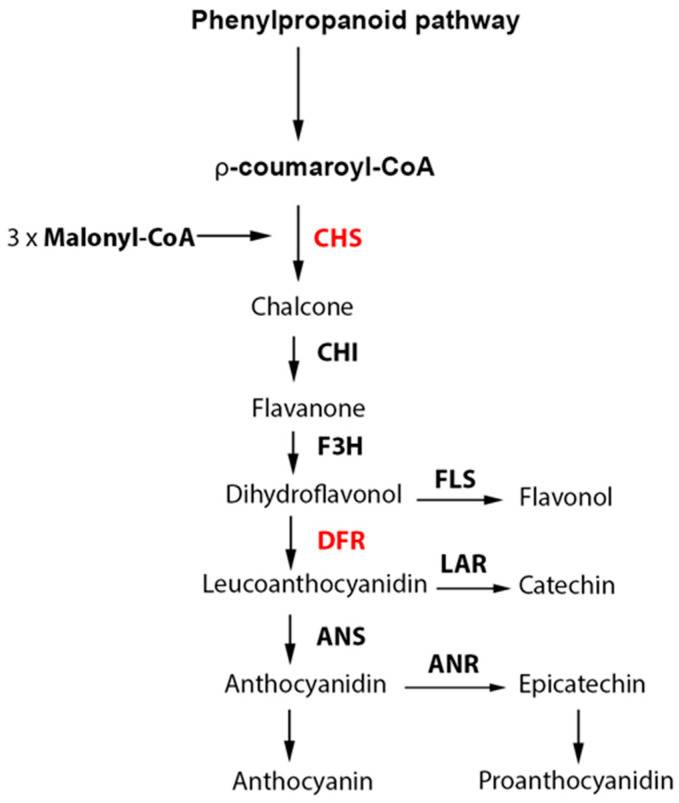 Phenylpropanoid pathway
ρ-coumaroyl-CoA
3 x Malonyl-CoA
CHS
Chalcone
CHI
Flavanone
F3H
Dihydroflavonol
FLS
Flavonol
DFR
Leucoanthocyanidin
LAR
Catechin
ANS
Anthocyanidin
ANR
Epicatechin
Anthocyanin
Proanthocyanidin